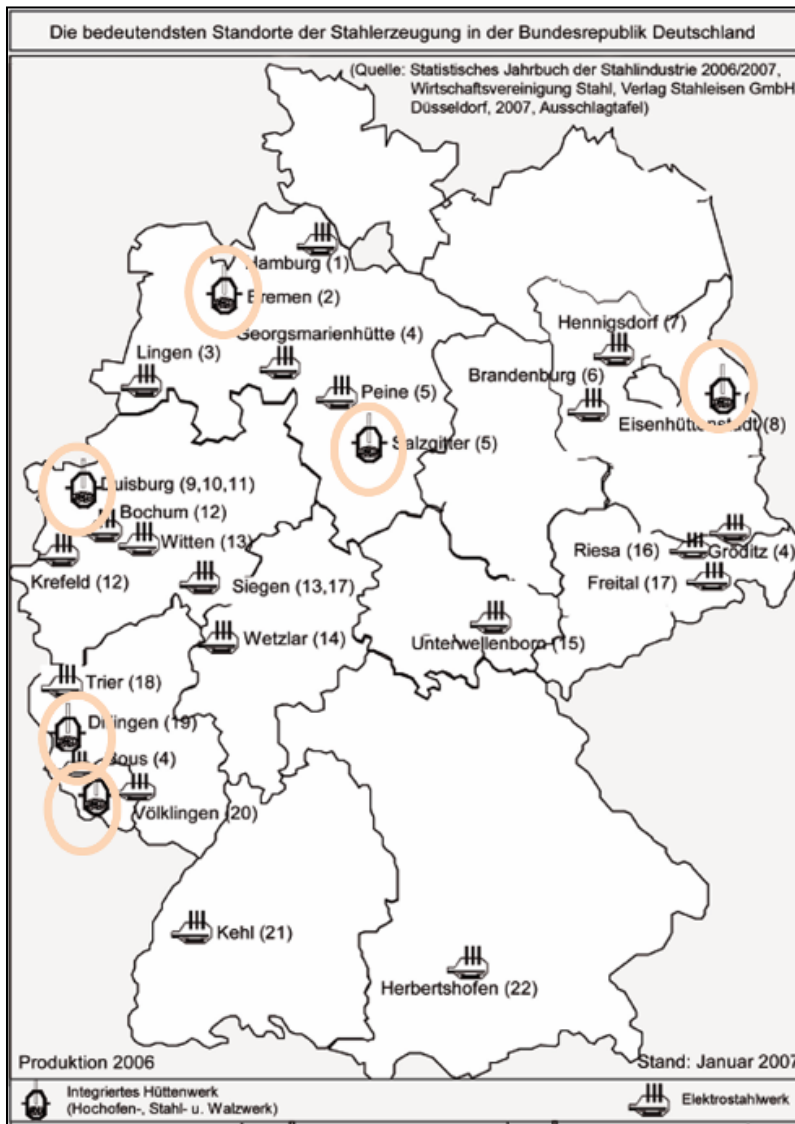 Die bedeutendsten Standorte der Stahlerzeugung in der Bundesrepublik Deutschland
(Quelle: Statistisches Jahrbuch der Stahlindustrie 2006/2007,
Wirtschaftsvereinigung Stahl, Verlag Stahleisen GmbH
Düsseldorf, 2007, Ausschlagtafel)
Hamburg (1)
Bremen (2)
Georgsmarienhütte (4)
Hennigsdorf (7)
Lingen (3)
Peine (5)
Brandenburg (6)
Eisenhüttenstadt (8)
Salzgitter (5)
Duisburg (9,10,11)
Bochum (12)
Witten (13)
Riesa (16)
Gröditz (4)
Krefeld (12)
Siegen (13,17)
Freital (17)
Wetzlar (14)
Unterwellenborn (15)
Trier (18)
Dillingen (19)
Bous (4)
Völklingen (20)
Kehl (21)
Herbertshofen (22)
Produktion 2006
Stand: Januar 2007
Integriertes Hüttenwerk
(Hochofen-, Stahl- u. Walzwerk)
Elektrostahlwerk